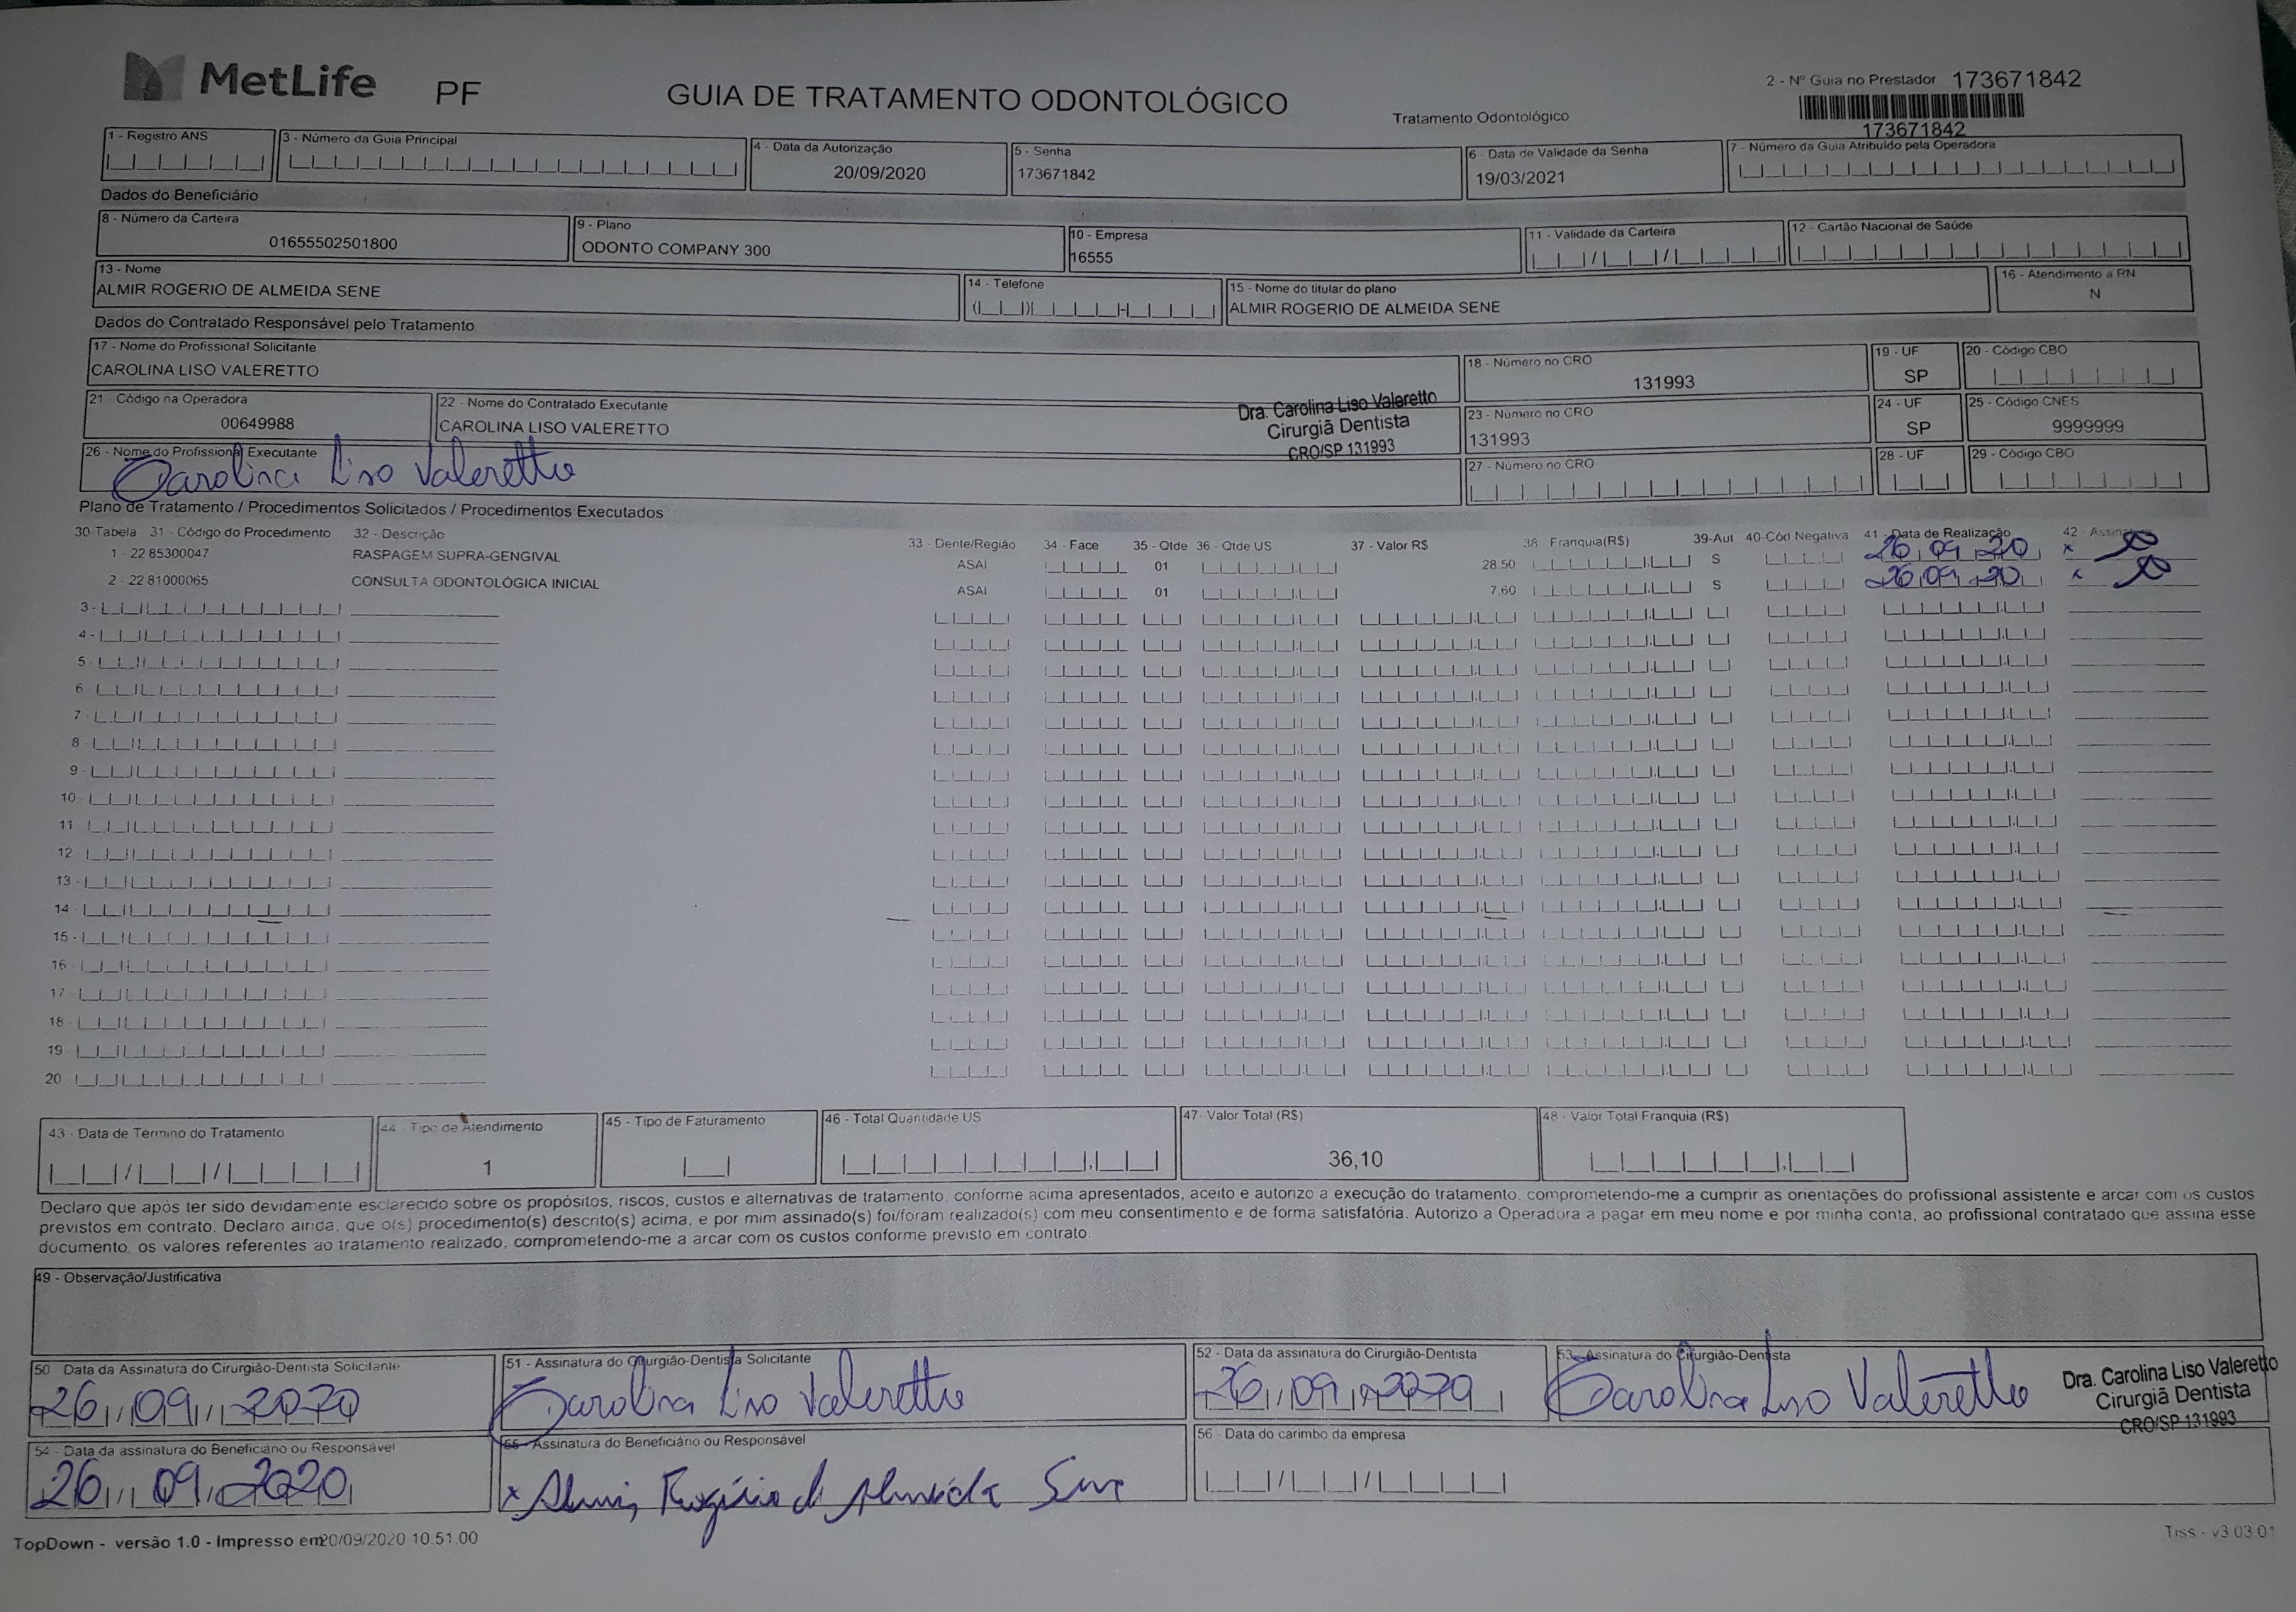 MetLife PF GUIA DE TRATAMENTO ODONTOLÓGICO Tratamento Odontológico 2 - Nº Guia no Prestador 173671842
173671842
1 - Registro ANS 3 - Número da Guia Principal 4 - Data da Autorização 5 - Senha 6 - Data de Validade da Senha 7 - Número da Guia Atribuído pela Operadora
20/09/2020 173671842 19/03/2021
Dados do Beneficiário
8 - Número da Carteira 9 - Plano 10 - Empresa 11 - Validade da Carteira 12 - Cartão Nacional de Saúde
01655502501800 ODONTO COMPANY 300 16555
13 - Nome 14 - Telefone 15 - Nome do titular do plano 16 - Atendimento a RN
ALMIR ROGERIO DE ALMEIDA SENE ALMIR ROGERIO DE ALMEIDA SENE N
Dados do Contratado Responsável pelo Tratamento
17 - Nome do Profissional Solicitante 18 - Número no CRO 19 - UF 20 - Código CBO
CAROLINA LISO VALERETTO 131993 SP
21 - Código na Operadora 22 - Nome do Contratado Executante 23 - Número no CRO 24 - UF 25 - Código CNES
00649988 CAROLINA LISO VALERETTO 131993 SP 9999999
Dra. Carolina Liso Valeretto
Cirurgiã Dentista
CRO/SP 131993
26 - Nome do Profissional Executante 27 - Número no CRO 28 - UF 29 - Código CBO
Carolina Liso Valeretto
Plano de Tratamento / Procedimentos Solicitados / Procedimentos Executados
30 Tabela 31 - Código do Procedimento 32 - Descrição 33 - Dente/Região 34 - Face 35 - Qtde 36 - Qtde US 37 - Valor R$ 38 - Franquia(R$) 39-Aut 40-Cód Negativa 41 - Data de Realização 42 -
1 - 22 85300047 RASPAGEM SUPRA-GENGIVAL ASAI 01 28.50 S 26 09 20 x
2 - 22 81000065 CONSULTA ODONTOLÓGICA INICIAL ASAI 01 7,60 S 26 09 20 x
3 -
4 -
5 -
6
7 -
8
9 -
10
11
12
13
14
15 -
16
17
18
19
20
43 - Data de Término do Tratamento 44 - Tipo de Atendimento 45 - Tipo de Faturamento 46 - Total Quantidade US 47- Valor Total (R$) 48 - Valor Total Franquia (R$)
1 36,10
Declaro que após ter sido devidamente esclarecido sobre os propósitos, riscos, custos e alternativas de tratamento, conforme acima apresentados, aceito e autorizo a execução do tratamento, comprometendo-me a cumprir as orientações do profissional assistente e arcar com os custos
previstos em contrato. Declaro ainda, que o(s) procedimento(s) descrito(s) acima, e por mim assinado(s) foi/foram realizado(s) com meu consentimento e de forma satisfatória. Autorizo a Operadora a pagar em meu nome e por minha conta, ao profissional contratado que assina esse
documento, os valores referentes ao tratamento realizado, comprometendo-me a arcar com os custos conforme previsto em contrato.
49 - Observação/Justificativa
50 Data da Assinatura do Cirurgião-Dentista Solicitante 51 - Assinatura do Cirurgião-Dentista Solicitante 52 - Data da assinatura do Cirurgião-Dentista 53 - Assinatura do Cirurgião-Dentista
26 09 2020 Carolina Liso Valeretto 26 09 2020 Carolina Liso Valeretto
Dra. Carolina Liso Valeretto
Cirurgiã Dentista
CRO/SP 131993
54 - Data da assinatura do Beneficiário ou Responsável 55 - Assinatura do Beneficiário ou Responsável 56 - Data do carimbo da empresa
26 09 2020 x Almir Rogério d Almeida Sene
TopDown - versão 1.0 - Impresso em20/09/2020 10.51.00 Tiss - v3.03.01